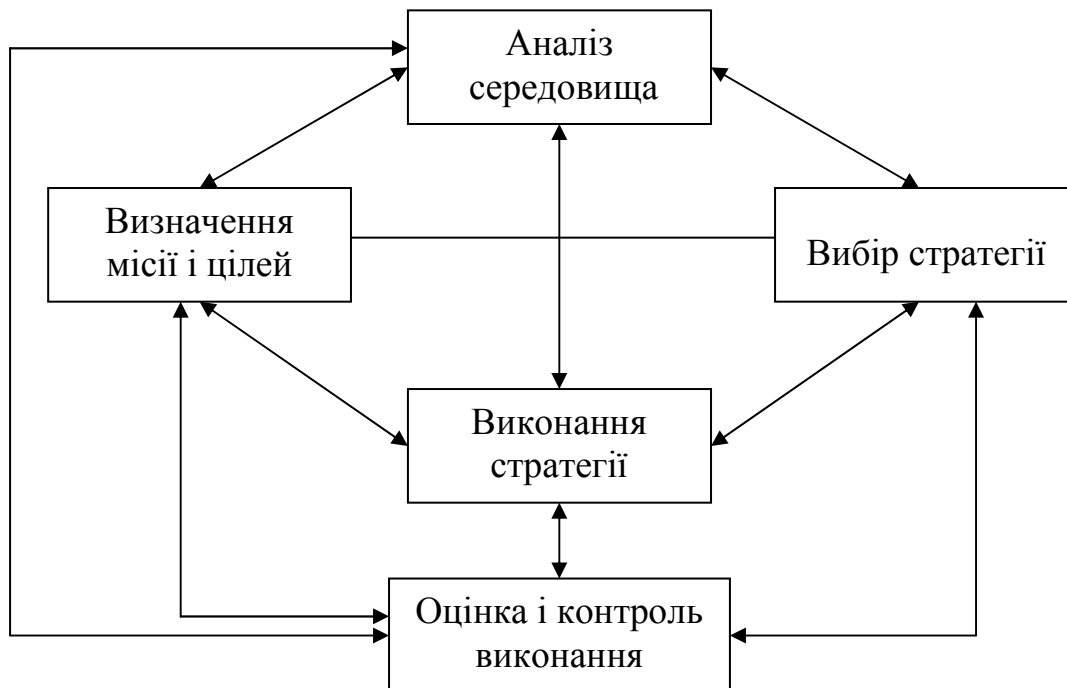 Аналіз
середовища
Визначення
місії і цілей
Вибір стратегії
Виконання
стратегії
Оцінка і контроль
виконання